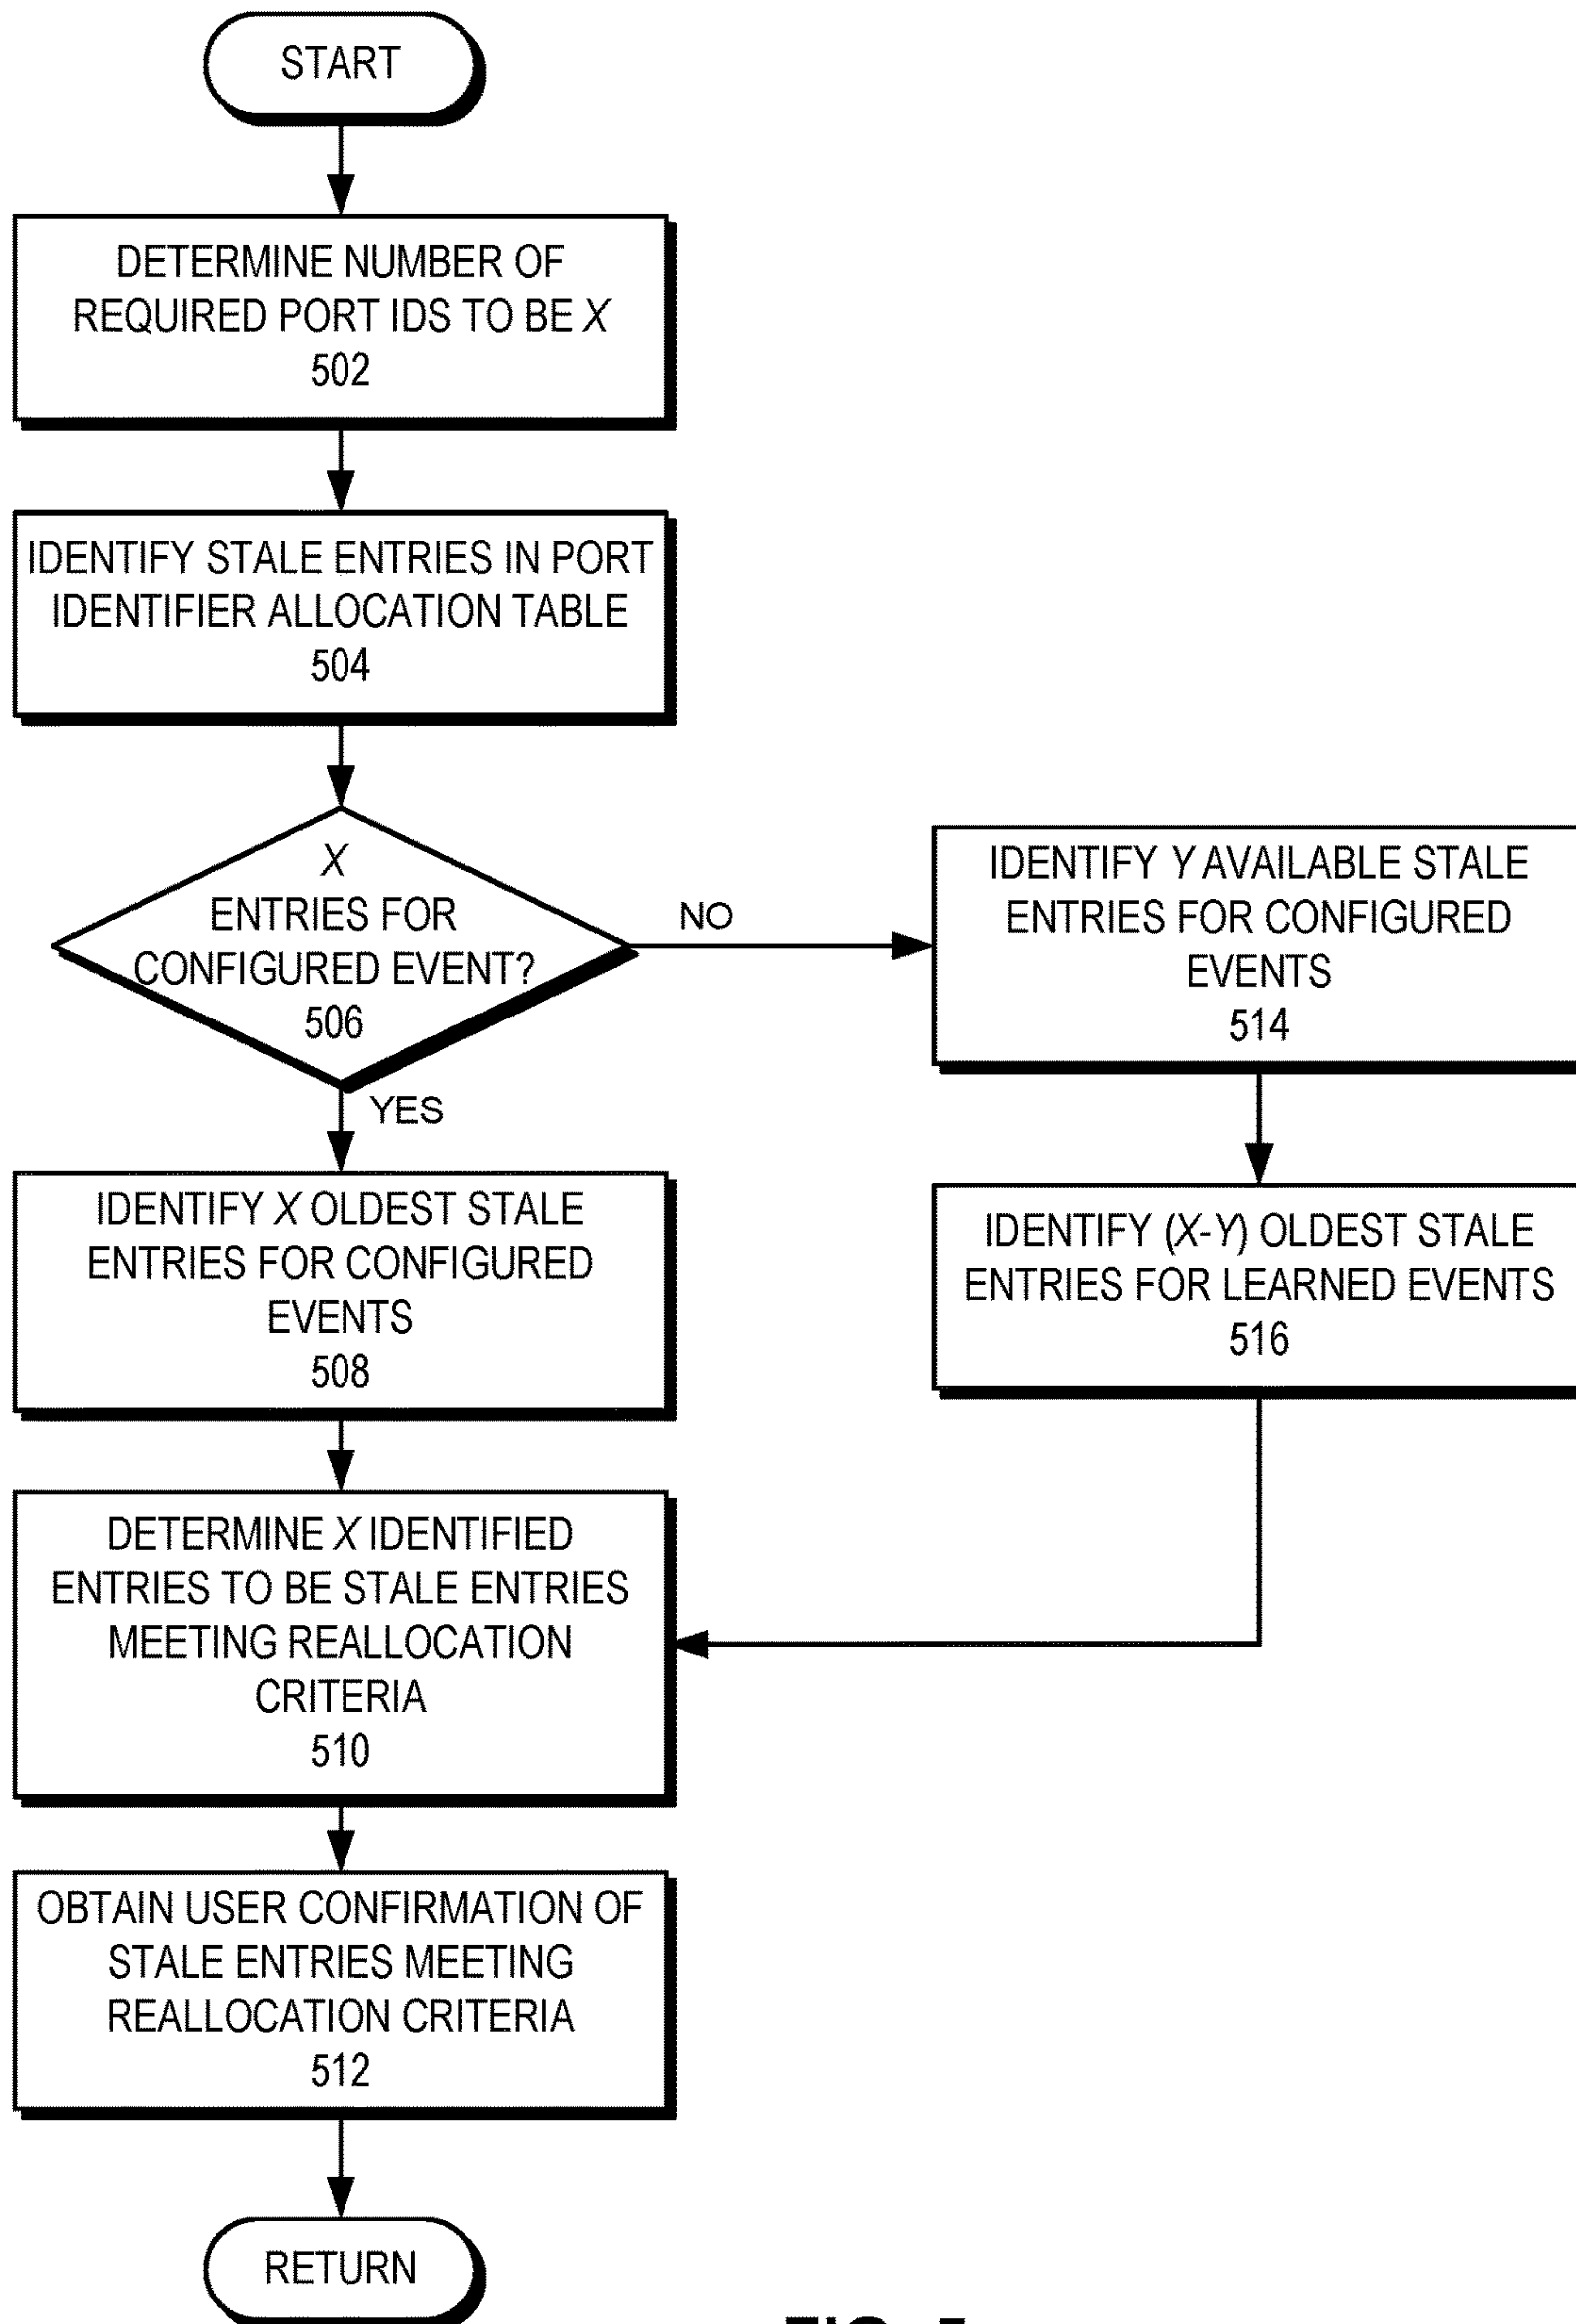 START
DETERMINE NUMBER OF
REQUIRED PORT IDS TO BE X
502
IDENTIFY STALE ENTRIES IN PORT
IDENTIFIER ALLOCATION TABLE
504
X
ENTRIES FOR
CONFIGURED EVENT?
506
NO
YES
IDENTIFY Y AVAILABLE STALE
ENTRIES FOR CONFIGURED
EVENTS
514
IDENTIFY X OLDEST STALE
ENTRIES FOR CONFIGURED
EVENTS
508
IDENTIFY (X-Y) OLDEST STALE
ENTRIES FOR LEARNED EVENTS
516
DETERMINE X IDENTIFIED
ENTRIES TO BE STALE ENTRIES
MEETING REALLOCATION
CRITERIA
510
OBTAIN USER CONFIRMATION OF
STALE ENTRIES MEETING
REALLOCATION CRITERIA
512
RETURN